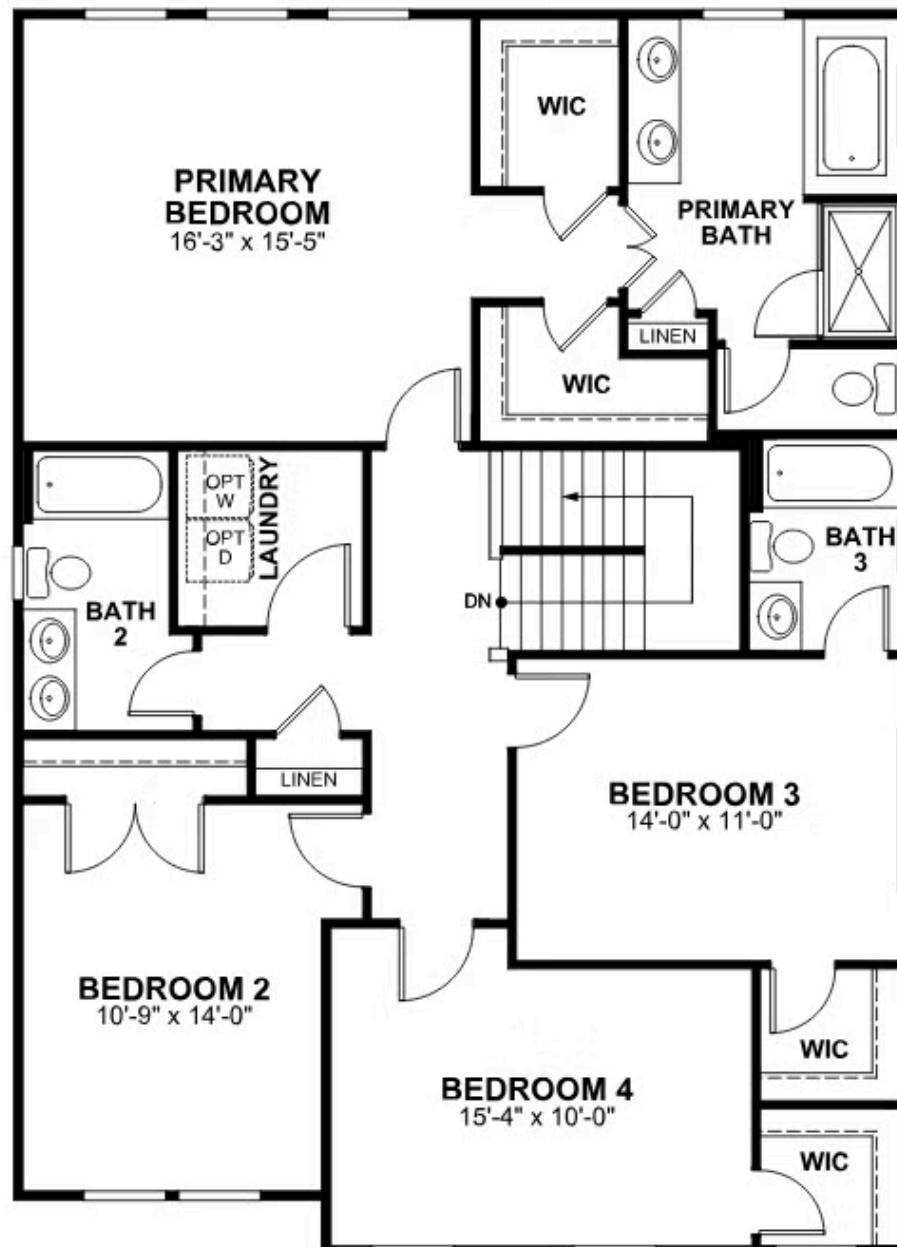 WIC
PRIMARY
BEDROOM
16'-3" x 15'-5"
PRIMARY
BATH
LINEN
WIC
OPT
W
OPT
D
LAUNDRY
BATH
3
DN
BATH
2
LINEN
BEDROOM 3
14'-0" x 11'-0"
BEDROOM 2
10'-9" x 14'-0"
WIC
BEDROOM 4
15'-4" x 10'-0"
WIC